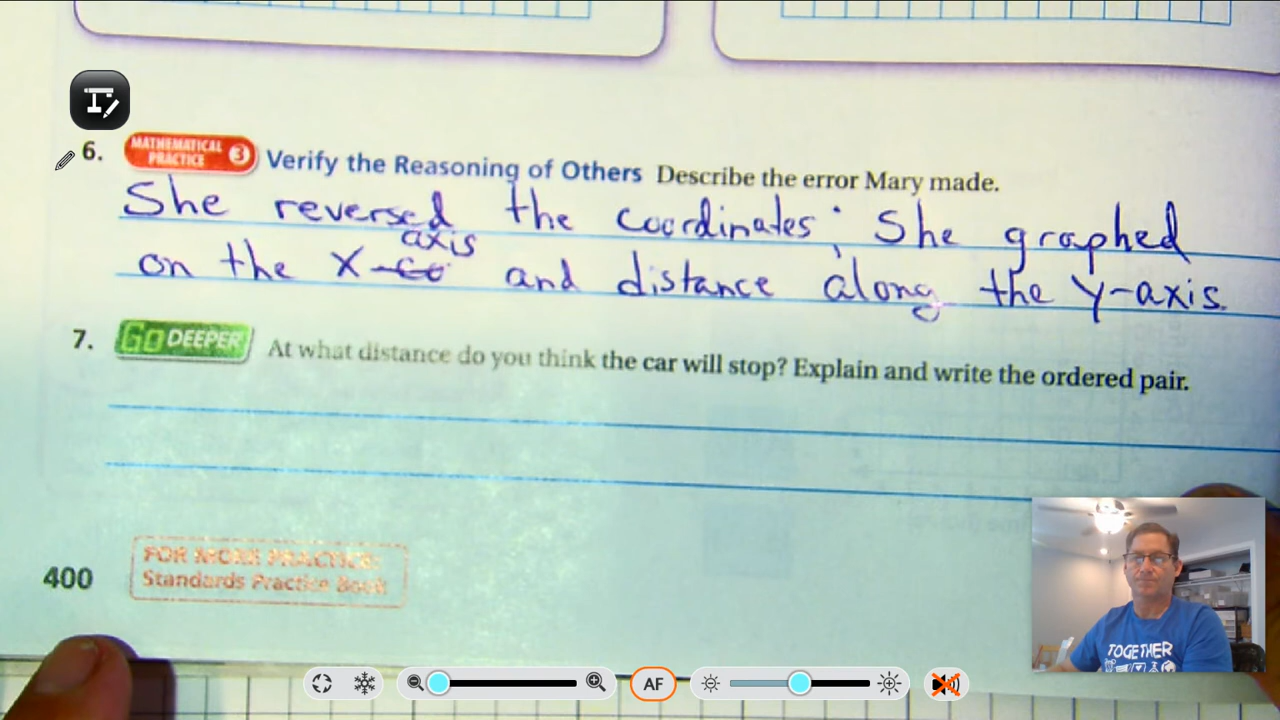 6. MATHEMATICAL PRACTICE 3 Verify the Reasoning of Others Describe the error Mary made.
She reversed the coordinates; She graphed
axis
on the X- and distance along the Y-axis.
7. GO DEEPER At what distance do you think the car will stop? Explain and write the ordered pair.
FOR MORE PRACTICE:
400 Standards Practice Book
TOGETHER
AF